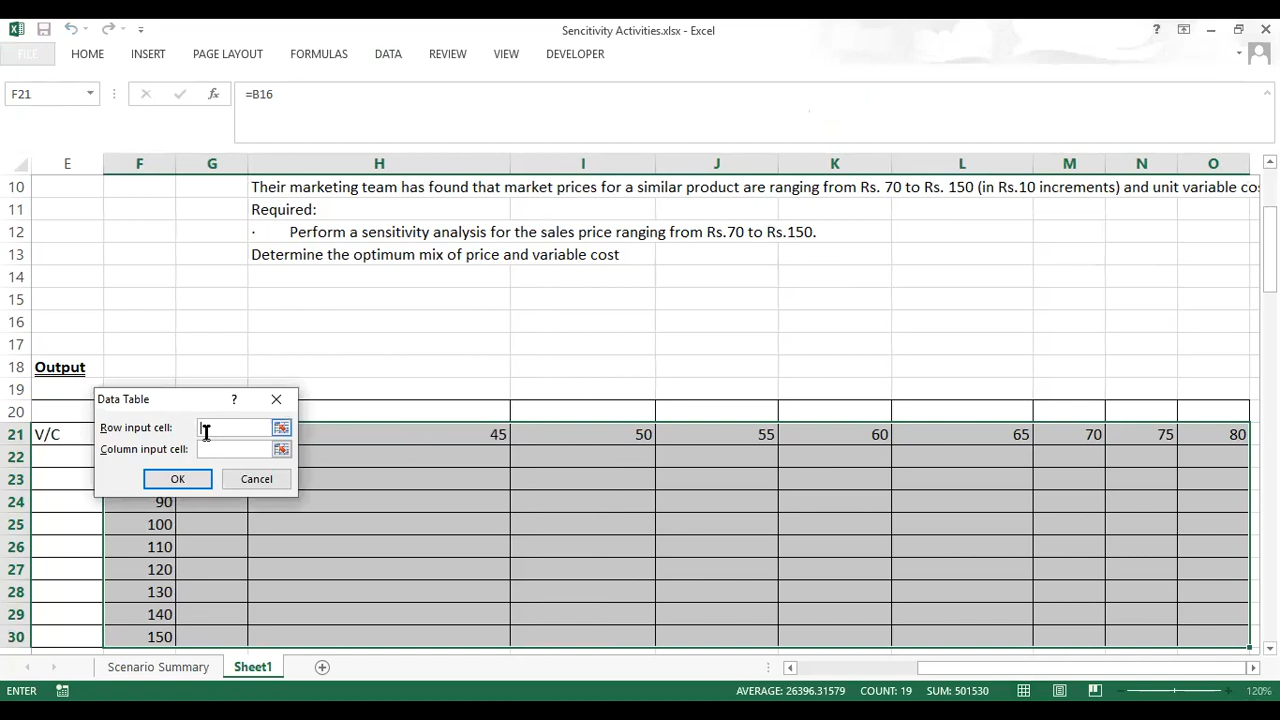 Sencitivity Activities.xlsx - Excel
FILE HOME INSERT PAGE LAYOUT FORMULAS DATA REVIEW VIEW DEVELOPER
F21 fx =B16
E F G H I J K L M N O
10 Their marketing team has found that market prices for a similar product are ranging from Rs. 70 to Rs. 150 (in Rs.10 increments) and unit variable
11 Required:
12 · Perform a sensitivity analysis for the sales price ranging from Rs.70 to Rs.150.
13 Determine the optimum mix of price and variable cost
14
15
16
17
18 Output
19
20
Data Table ?
Row input cell:
Column input cell:
OK Cancel
21 V/C 45 50 55 60 65 70 75 80
22
23
24 90
25 100
26 110
27 120
28 130
29 140
30 150
Scenario Summary Sheet1
ENTER AVERAGE: 26396.31579 COUNT: 19 SUM: 501530 120%